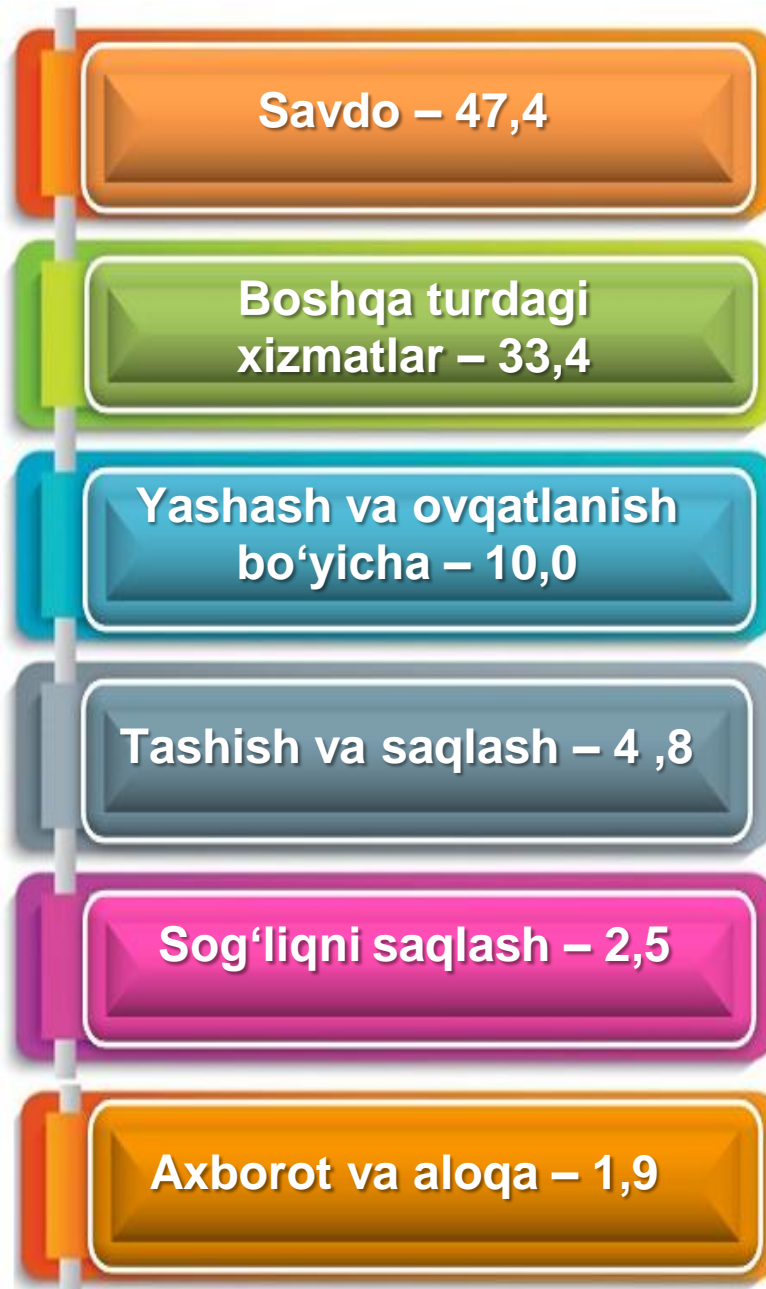 Savdo – 47,4
Boshqa turdagi
xizmatlar – 33,4
Yashash va ovqatlanish
bo‘yicha – 10,0
Tashish va saqlash – 4 ,8
Sog‘liqni saqlash – 2,5
Axborot va aloqa – 1,9